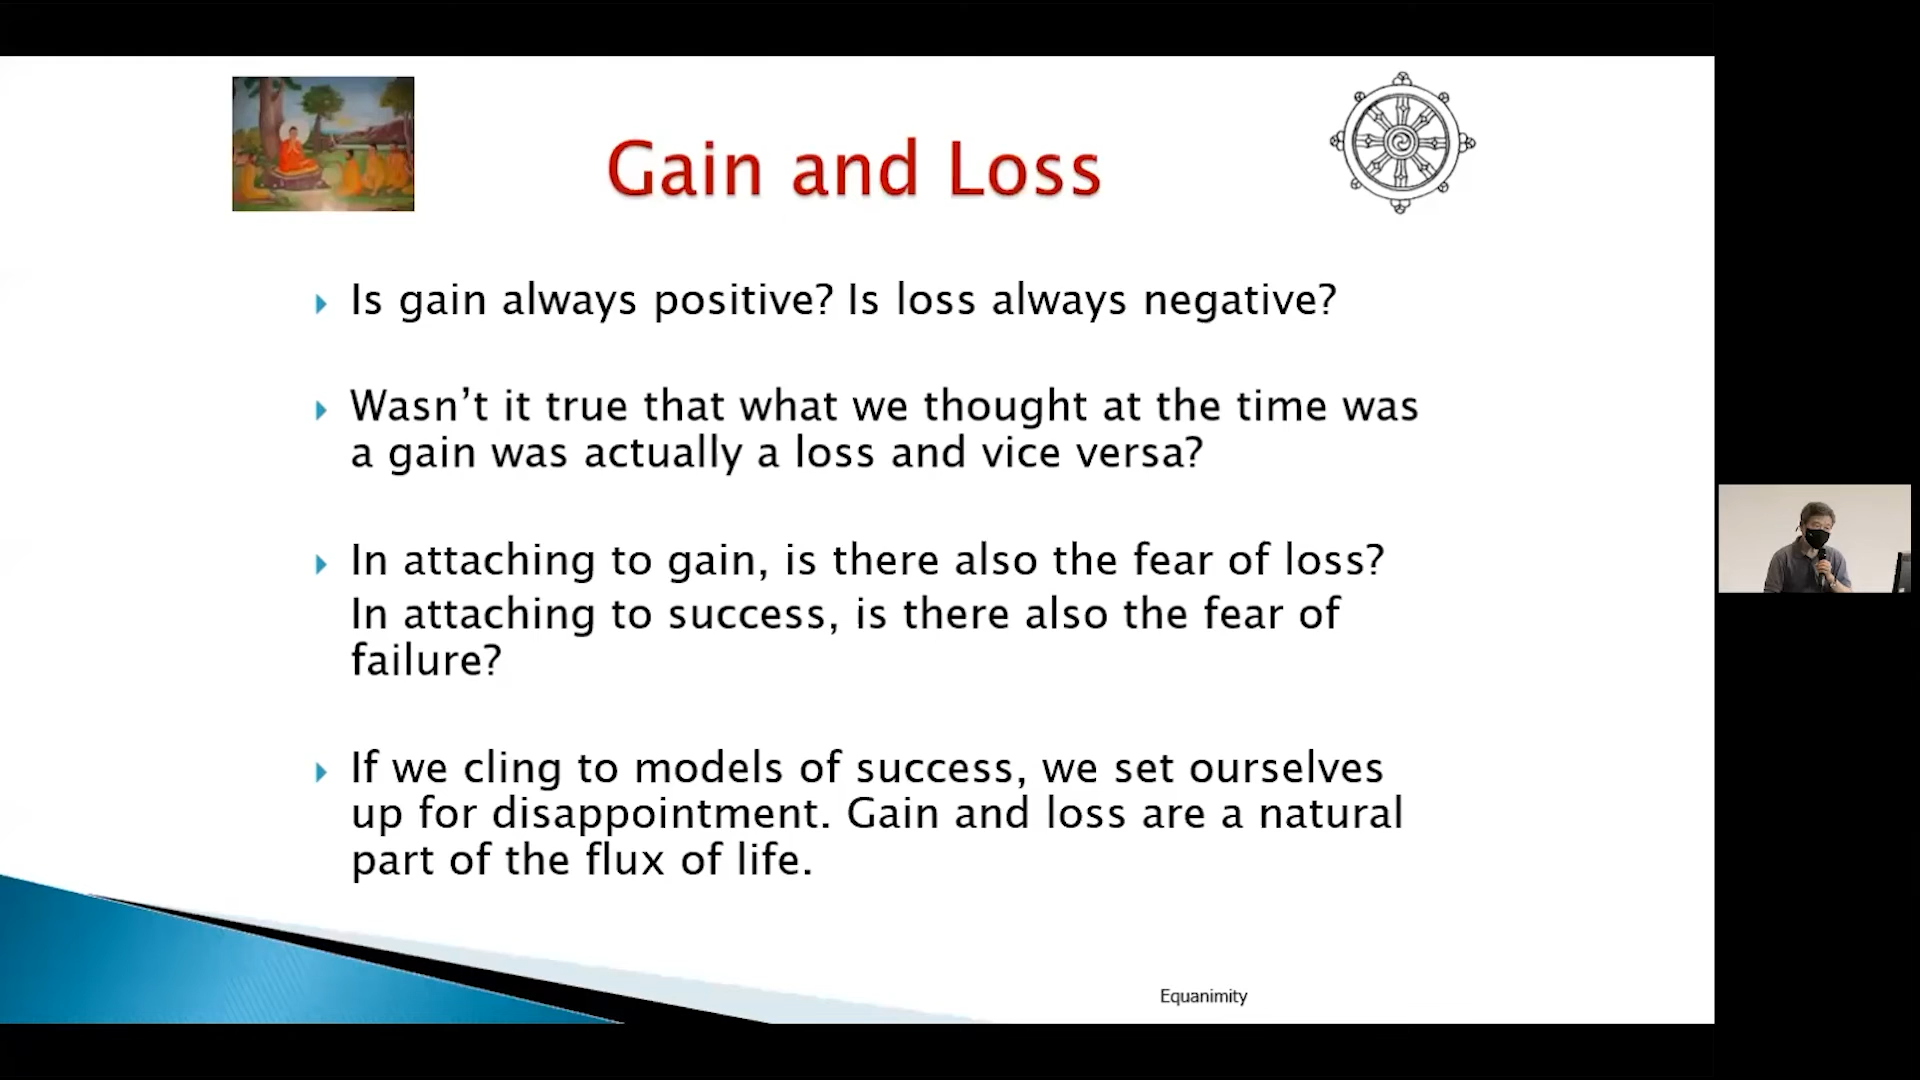 Gain and Loss
Is gain always positive? Is loss always negative?
Wasn’t it true that what we thought at the time was
a gain was actually a loss and vice versa?
In attaching to gain, is there also the fear of loss?
In attaching to success, is there also the fear of
failure?
If we cling to models of success, we set ourselves
up for disappointment. Gain and loss are a natural
part of the flux of life.
Equanimity